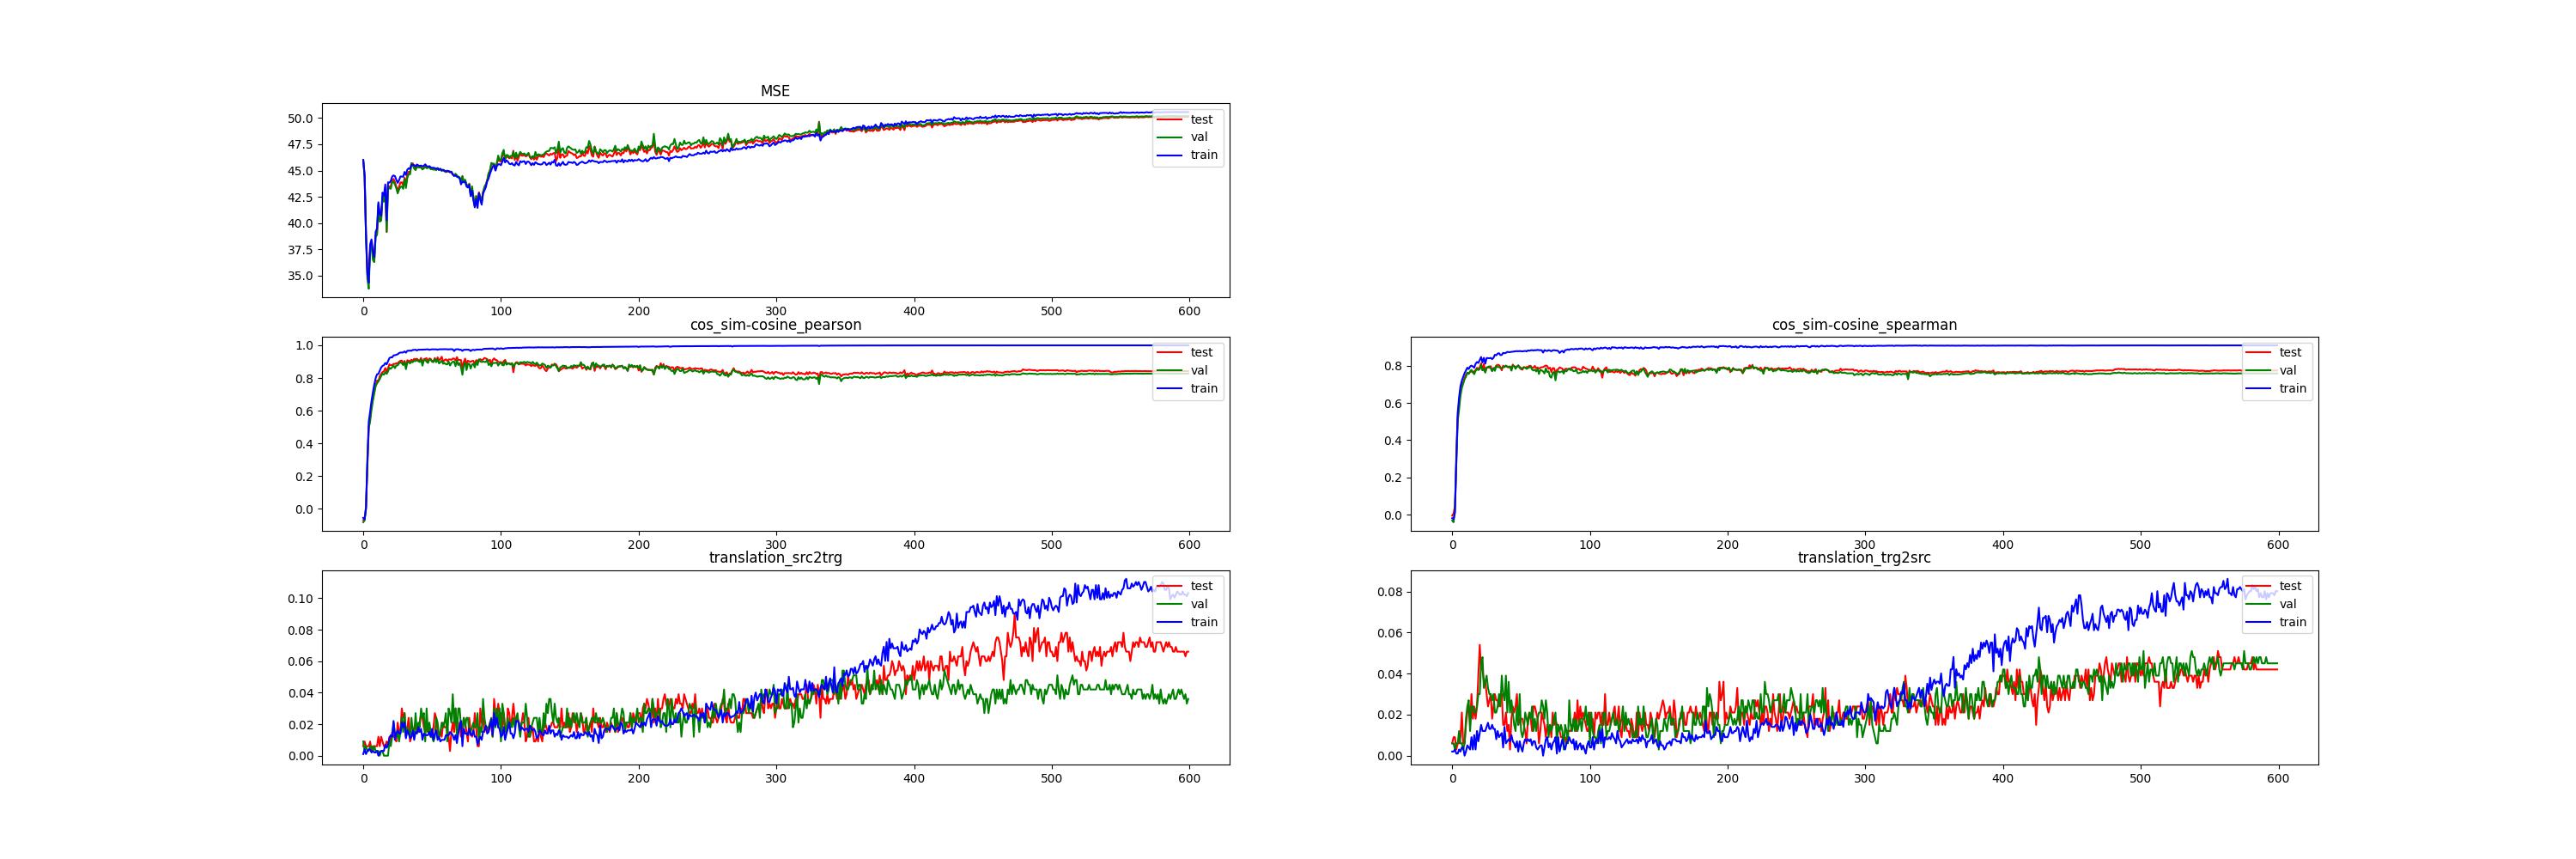 MSE
50.0
47.5
45.0
42.5
40.0
37.5
35.0
test
val
train
0 100 200 300 400 500 600
cos_sim-cosine_pearson
1.0
0.8
0.6
0.4
0.2
0.0
test
val
train
0 100 200 300 400 500 600
cos_sim-cosine_spearman
0.8
0.6
0.4
0.2
0.0
test
val
train
0 100 200 300 400 500 600
translation_src2trg
0.10
0.08
0.06
0.04
0.02
0.00
test
val
train
0 100 200 300 400 500 600
translation_trg2src
0.08
0.06
0.04
0.02
0.00
test
val
train
0 100 200 300 400 500 600